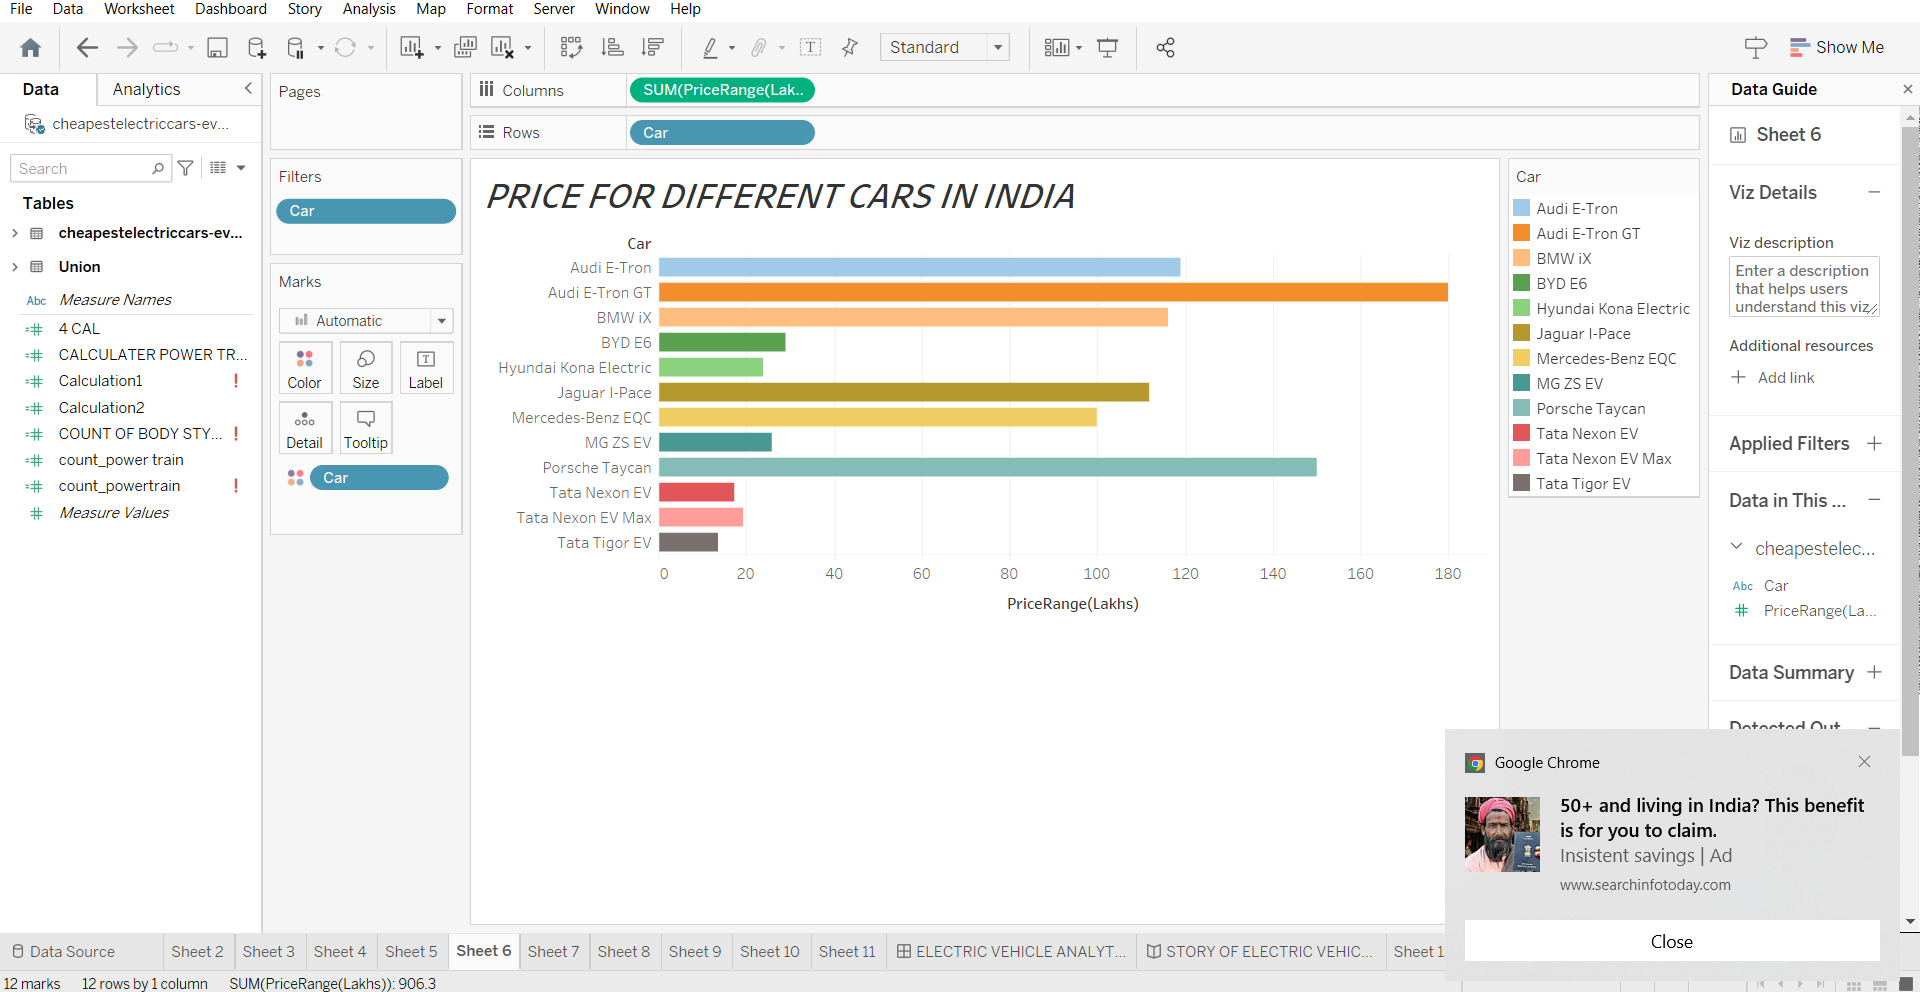 File Data Worksheet Dashboard Story Analysis Map Format Server Window Help
Standard
Show Me
Data Analytics
cheapestelectriccars-ev...
Search
Tables
cheapestelectriccars-ev...
Union
Abc Measure Names
4 CAL
CALCULATER POWER TR...
Calculation1 !
Calculation2
COUNT OF BODY STY... !
count_power train
count_powertrain !
Measure Values
Pages
Filters
Car
Marks
Automatic
Color Size Label
Detail Tooltip
Car
Columns SUM(PriceRange(Lak..
Rows Car
PRICE FOR DIFFERENT CARS IN INDIA
Car
Audi E-Tron
Audi E-Tron GT
BMW iX
BYD E6
Hyundai Kona Electric
Jaguar I-Pace
Mercedes-Benz EQC
MG ZS EV
Porsche Taycan
Tata Nexon EV
Tata Nexon EV Max
Tata Tigor EV
0 20 40 60 80 100 120 140 160 180
PriceRange(Lakhs)
Car
Audi E-Tron
Audi E-Tron GT
BMW iX
BYD E6
Hyundai Kona Electric
Jaguar I-Pace
Mercedes-Benz EQC
MG ZS EV
Porsche Taycan
Tata Nexon EV
Tata Nexon EV Max
Tata Tigor EV
Data Guide
Sheet 6
Viz Details
Viz description
Enter a description
that helps users
understand this viz
Additional resources
Add link
Applied Filters
Data in This ...
cheapestelec...
Abc Car
PriceRange(La...
Data Summary
Detected Out
Google Chrome
50+ and living in India? This benefit
is for you to claim.
Insistent savings | Ad
www.searchinfotoday.com
Close
Data Source Sheet 2 Sheet 3 Sheet 4 Sheet 5 Sheet 6 Sheet 7 Sheet 8 Sheet 9 Sheet 10 Sheet 11 ELECTRIC VEHICLE ANALYT... STORY OF ELECTRIC VEHIC... Sheet 1
12 marks 12 rows by 1 column SUM(PriceRange(Lakhs)): 906.3